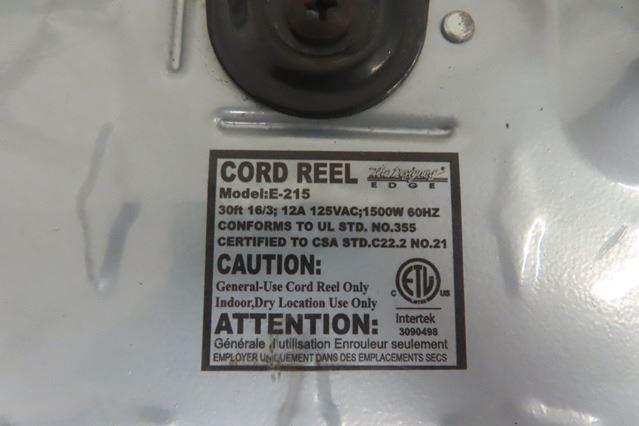 CORD REEL The Designers EDGE
Model:E-215
30ft 16/3; 12A 125VAC;1500W 60HZ
CONFORMS TO UL STD. NO.355
CERTIFIED TO CSA STD.C22.2 NO.21
CAUTION:
General-Use Cord Reel Only
Indoor,Dry Location Use Only
C ETL US
Intertek
3090498
ATTENTION:
Générale d'utilisation Enrouleur seulement
EMPLOYER UNIQUEMENT DANS DES EMPLACEMENTS SECS